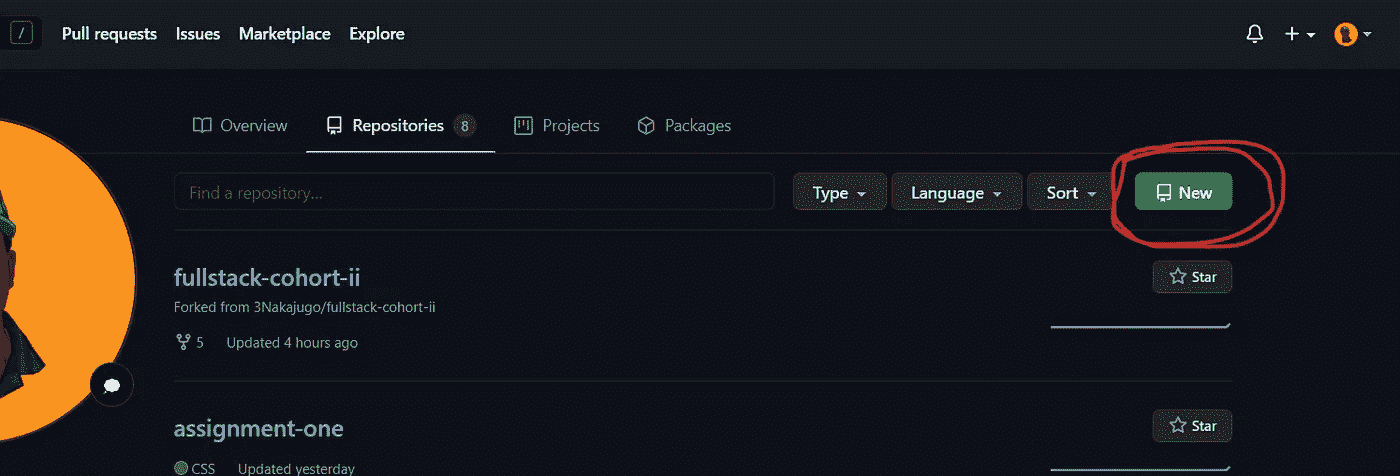 / Pull requests Issues Marketplace Explore
Overview Repositories 8 Projects Packages
Find a repository... Type Language Sort New
fullstack-cohort-ii Star
Forked from 3Nakajugo/fullstack-cohort-ii
5 Updated 4 hours ago
assignment-one Star
CSS Updated yesterday